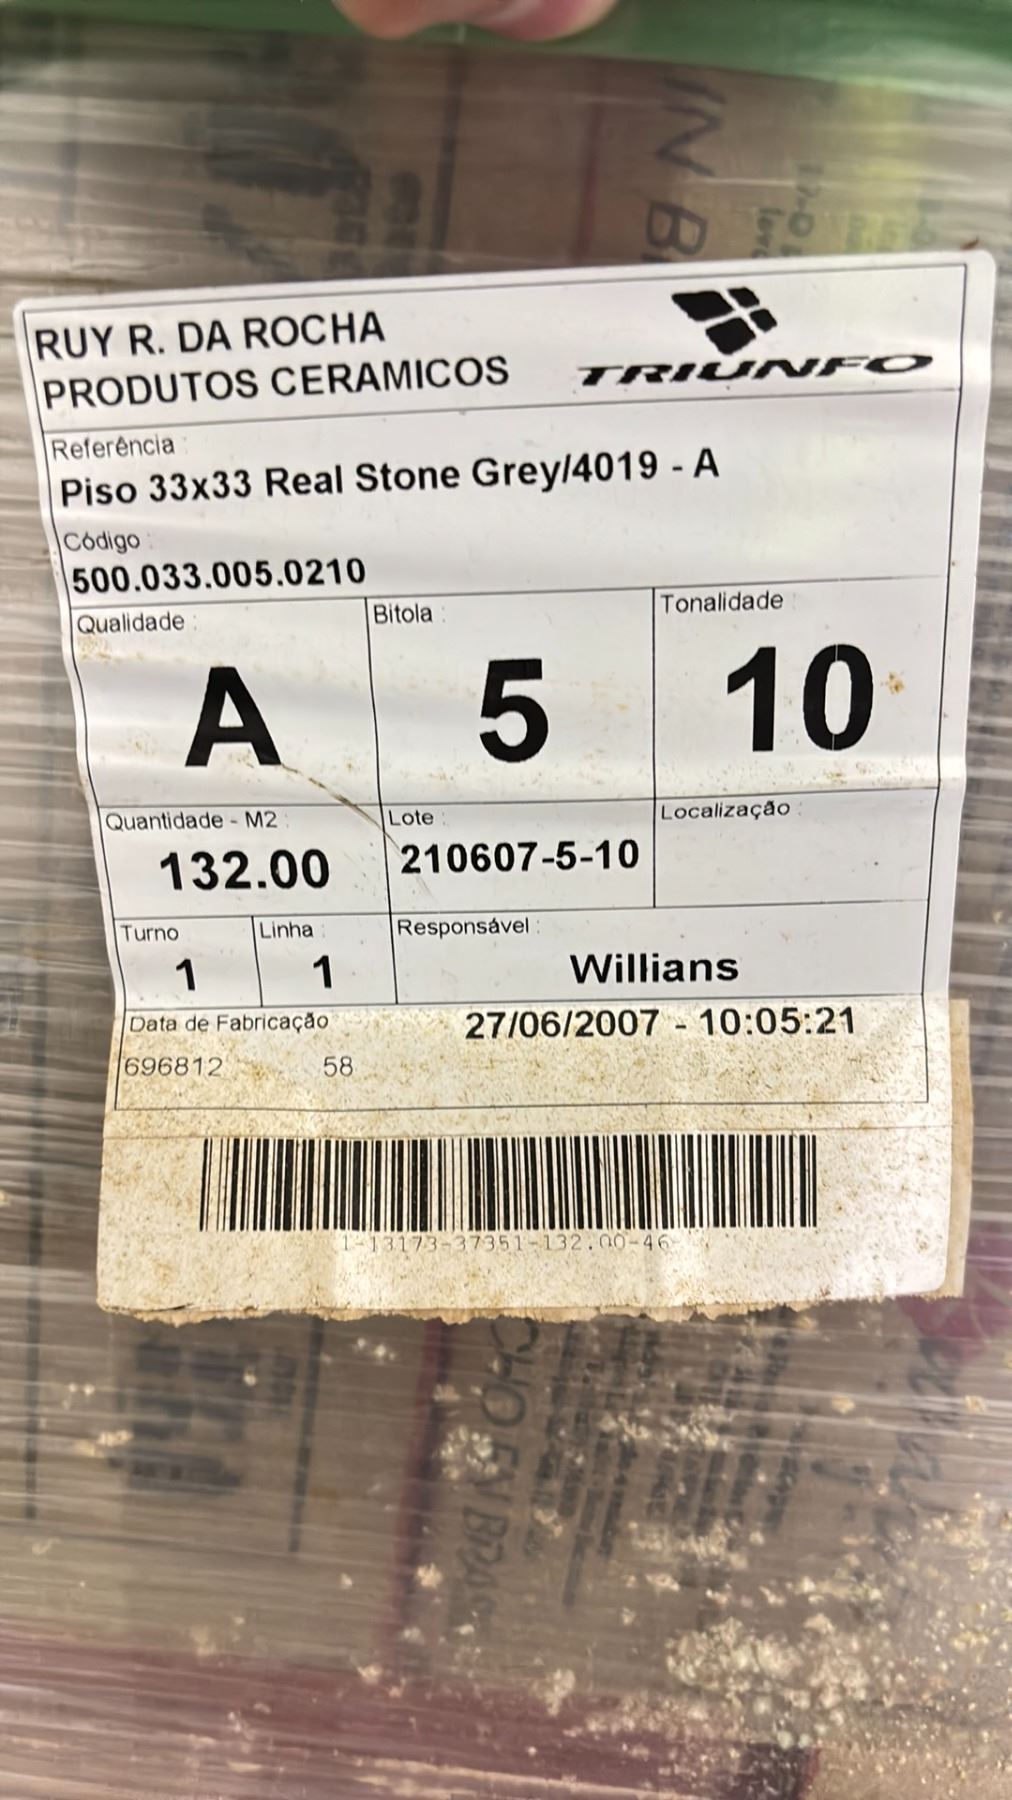 RUY R. DA ROCHA
PRODUTOS CERAMICOS
TRIUNFO
Referência :
Piso 33x33 Real Stone Grey/4019 - A
Código :
500.033.005.0210
Qualidade : Bitola : Tonalidade :
A 5 10
Quantidade - M2 : Lote : Localização :
132.00 210607-5-10
Turno Linha : Responsável :
1 1 Willians
Data de Fabricação 27/06/2007 - 10:05:21
696812 58
1-13173-37351-132.00-46